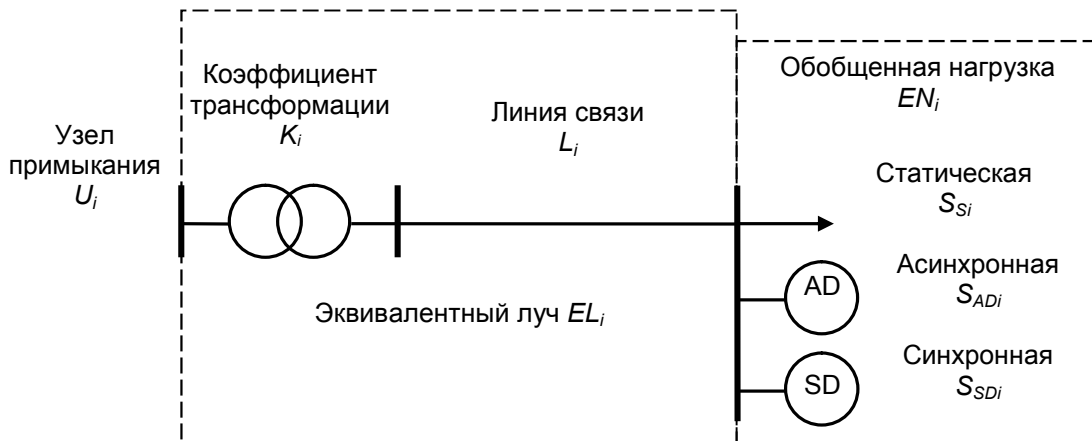 Узел
примыкания
Ui
Коэффициент
трансформации
Ki
Линия связи
Li
Эквивалентный луч ELi
Обобщенная нагрузка
ENi
Статическая
SSi
AD
Асинхронная
SADi
SD
Синхронная
SSDi